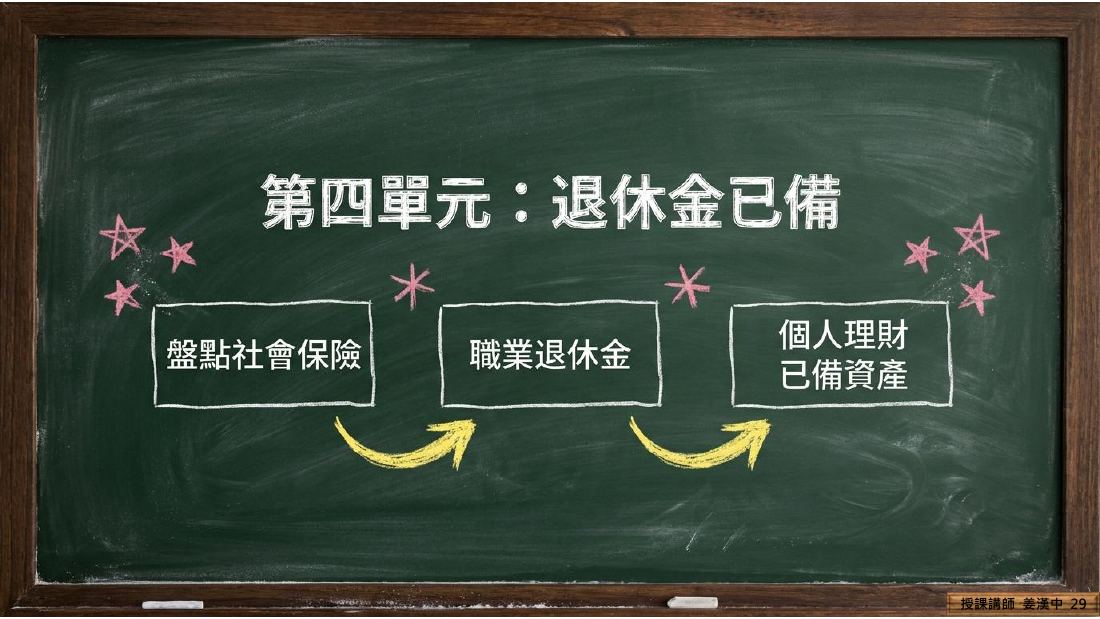 第四單元：退休金已備
盤點社會保險
職業退休金
個人理財
已備資產
授課講師 姜漢中 29